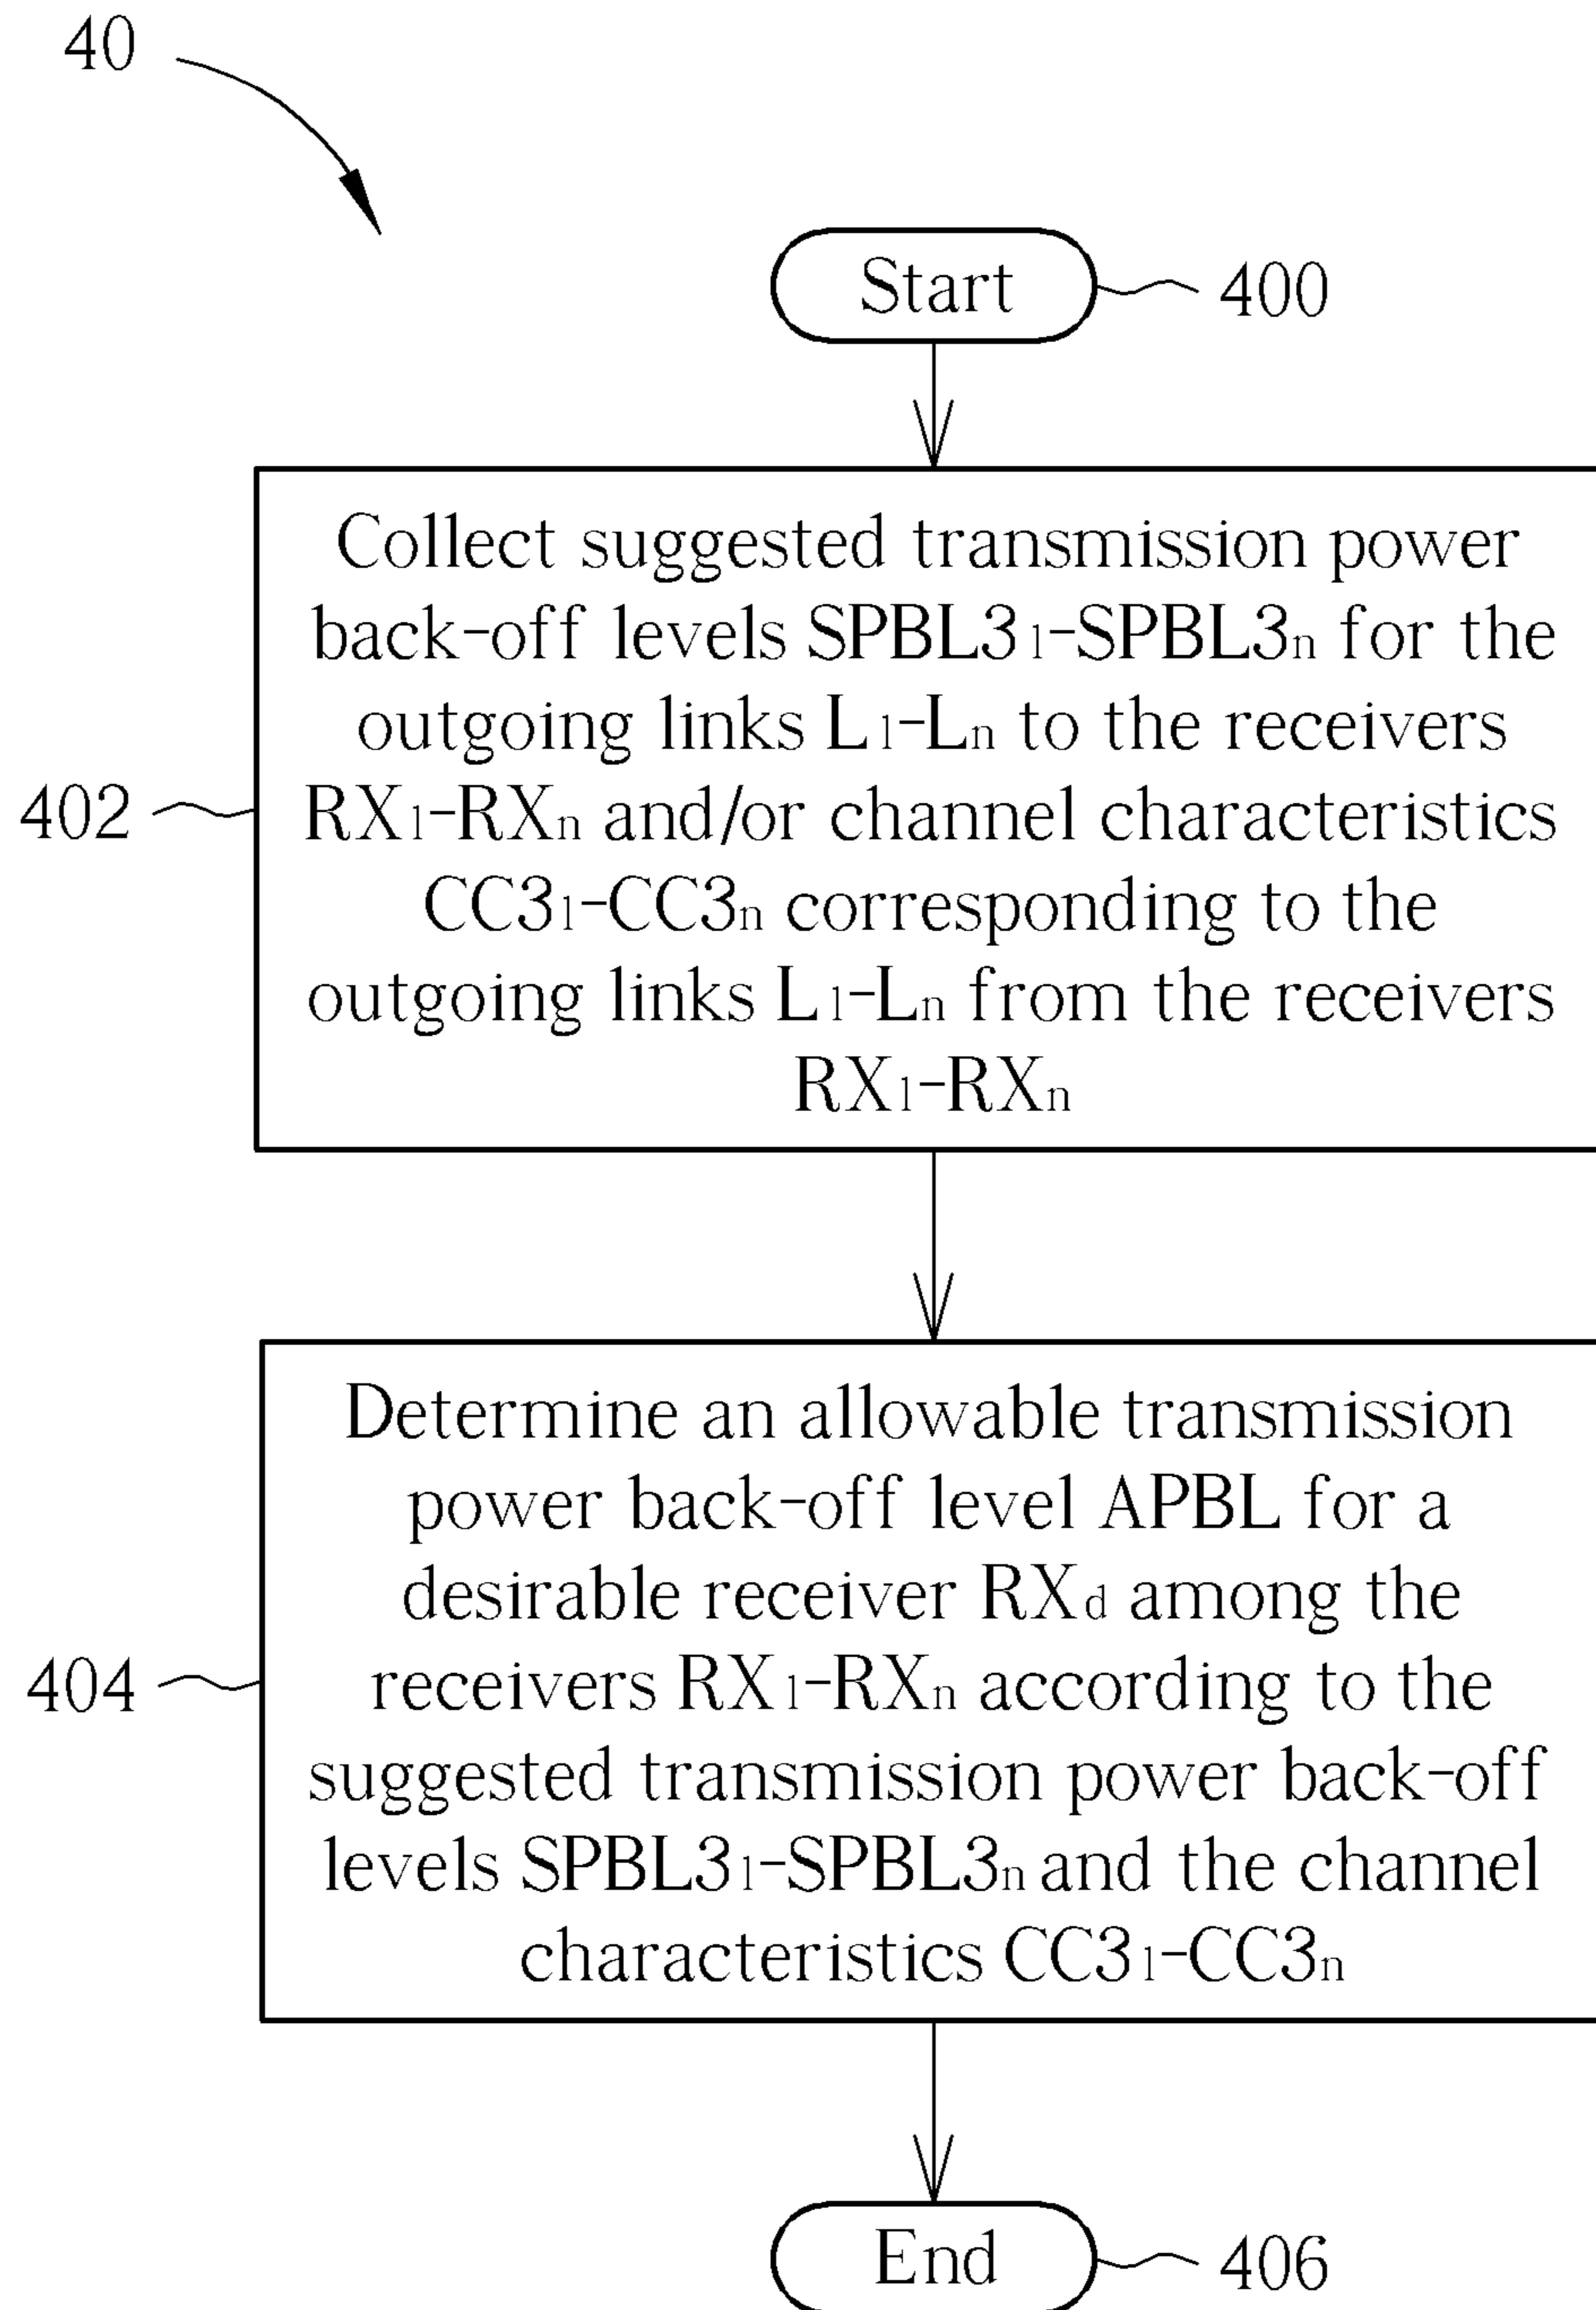 40
Start
400
Collect suggested transmission power
back-off levels SPBL3₁-SPBL3ₙ for the
outgoing links L₁-Lₙ to the receivers
RX₁-RXₙ and/or channel characteristics
CC3₁-CC3ₙ corresponding to the
outgoing links L₁-Lₙ from the receivers
RX₁-RXₙ
402
Determine an allowable transmission
power back-off level APBL for a
desirable receiver RXd among the
receivers RX₁-RXₙ according to the
suggested transmission power back-off
levels SPBL3₁-SPBL3ₙ and the channel
characteristics CC3₁-CC3ₙ
404
End
406